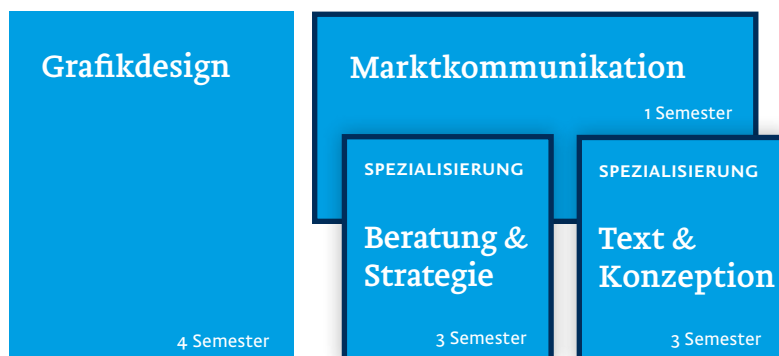 Grafikdesign
4 Semester
Marktkommunikation
1 Semester
SPEZIALISIERUNG
Beratung &
Strategie
3 Semester
SPEZIALISIERUNG
Text &
Konzeption
3 Semester